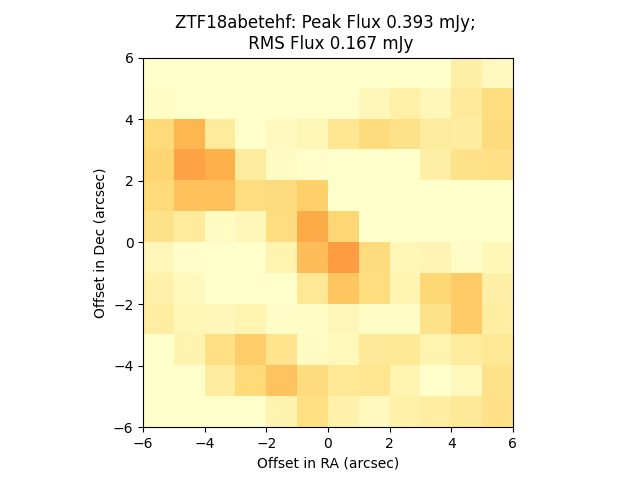 ZTF18abetehf: Peak Flux 0.393 mJy;
RMS Flux 0.167 mJy
6
4
2
0
−2
−4
−6
Offset in Dec (arcsec)
−6 −4 −2 0 2 4 6
Offset in RA (arcsec)